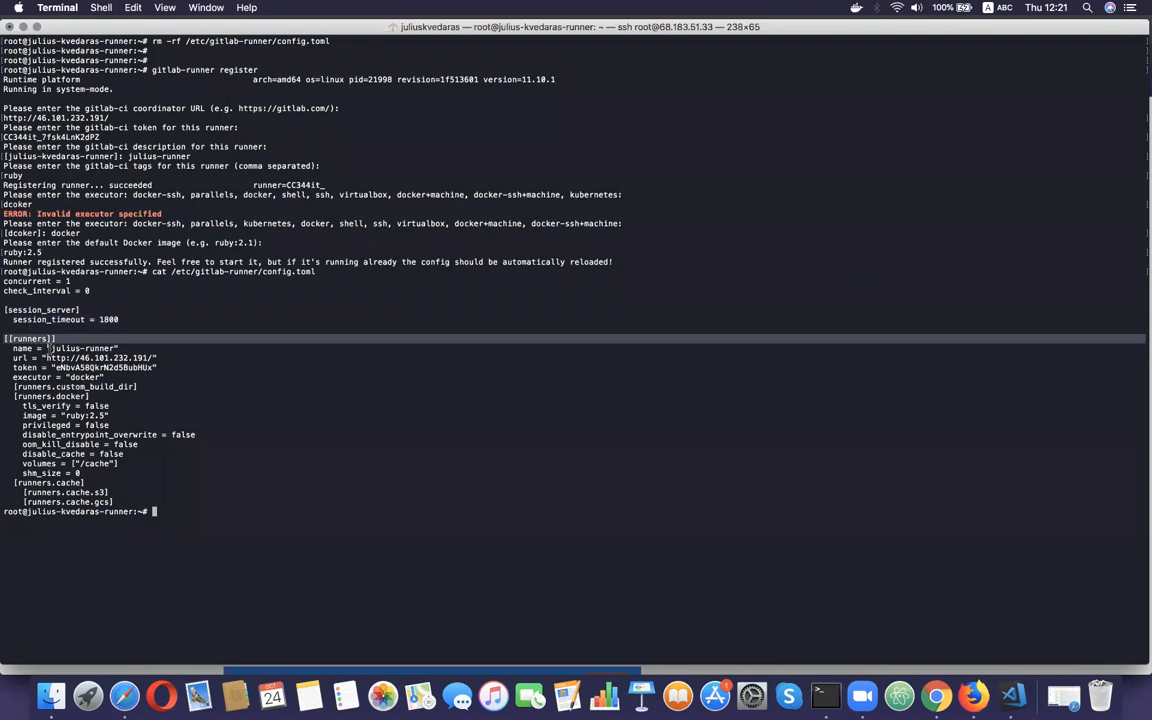 Terminal Shell Edit View Window Help 100% A ABC Thu 12:21
juliuskvedaras — root@julius-kvedaras-runner: ~ — ssh root@68.183.51.33 — 238×65
[root@julius-kvedaras-runner:~# rm -rf /etc/gitlab-runner/config.toml
[root@julius-kvedaras-runner:~#
[root@julius-kvedaras-runner:~#
[root@julius-kvedaras-runner:~# gitlab-runner register
Runtime platform arch=amd64 os=linux pid=21998 revision=1f513601 version=11.10.1
Running in system-mode.
Please enter the gitlab-ci coordinator URL (e.g. https://gitlab.com/):
[http://46.101.232.191/
Please enter the gitlab-ci token for this runner:
[CC344it_7fsk4LnK2dPZ
Please enter the gitlab-ci description for this runner:
[[julius-kvedaras-runner]: julius-runner
Please enter the gitlab-ci tags for this runner (comma separated):
[ruby
Registering runner... succeeded runner=CC344it_
Please enter the executor: docker-ssh, parallels, docker, shell, ssh, virtualbox, docker+machine, docker-ssh+machine, kubernetes:
[dcoker
ERROR: Invalid executor specified
Please enter the executor: docker-ssh, parallels, kubernetes, docker, shell, ssh, virtualbox, docker+machine, docker-ssh+machine:
[[dcoker]: docker
Please enter the default Docker image (e.g. ruby:2.1):
[ruby:2.5
Runner registered successfully. Feel free to start it, but if it's running already the config should be automatically reloaded!
[root@julius-kvedaras-runner:~# cat /etc/gitlab-runner/config.toml
concurrent = 1
check_interval = 0
[session_server]
session_timeout = 1800
[[runners]]
name = "julius-runner"
url = "http://46.101.232.191/"
token = "eNbvA58QkrN2d5BubHUx"
executor = "docker"
[runners.custom_build_dir]
[runners.docker]
tls_verify = false
image = "ruby:2.5"
privileged = false
disable_entrypoint_overwrite = false
oom_kill_disable = false
disable_cache = false
volumes = ["/cache"]
shm_size = 0
[runners.cache]
[runners.cache.s3]
[runners.cache.gcs]
root@julius-kvedaras-runner:~#
24
1